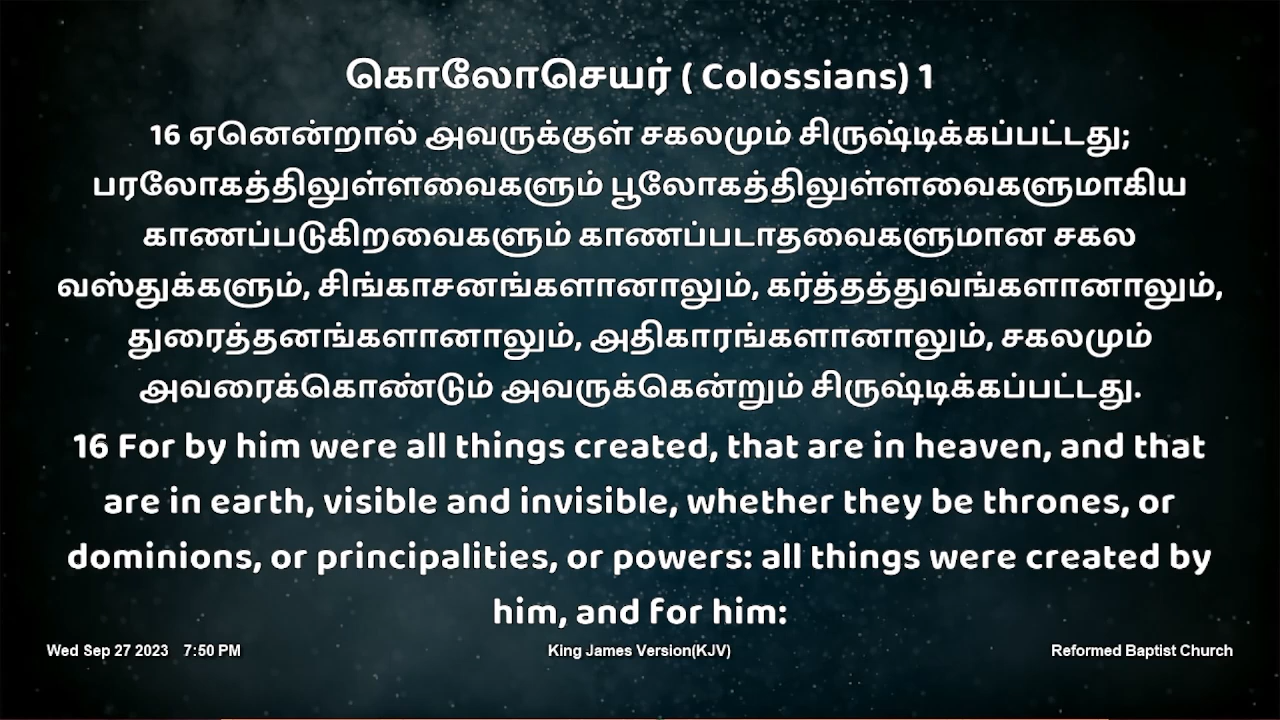 கொலோசெயர் ( Colossians) 1
16 ஏனென்றால் அவருக்குள் சகலமும் சிருஷ்டிக்கப்பட்டது;
பரலோகத்திலுள்ளவைகளும் பூலோகத்திலுள்ளவைகளுமாகிய
காணப்படுகிறவைகளும் காணப்படாதவைகளுமான சகல
வஸ்துக்களும், சிங்காசனங்களானாலும், கர்த்தத்துவங்களானாலும்,
துரைத்தனங்களானாலும், அதிகாரங்களானாலும், சகலமும்
அவரைக்கொண்டும் அவருக்கென்றும் சிருஷ்டிக்கப்பட்டது.
16 For by him were all things created, that are in heaven, and that
are in earth, visible and invisible, whether they be thrones, or
dominions, or principalities, or powers: all things were created by
him, and for him:
Wed Sep 27 2023 7:50 PM King James Version(KJV) Reformed Baptist Church